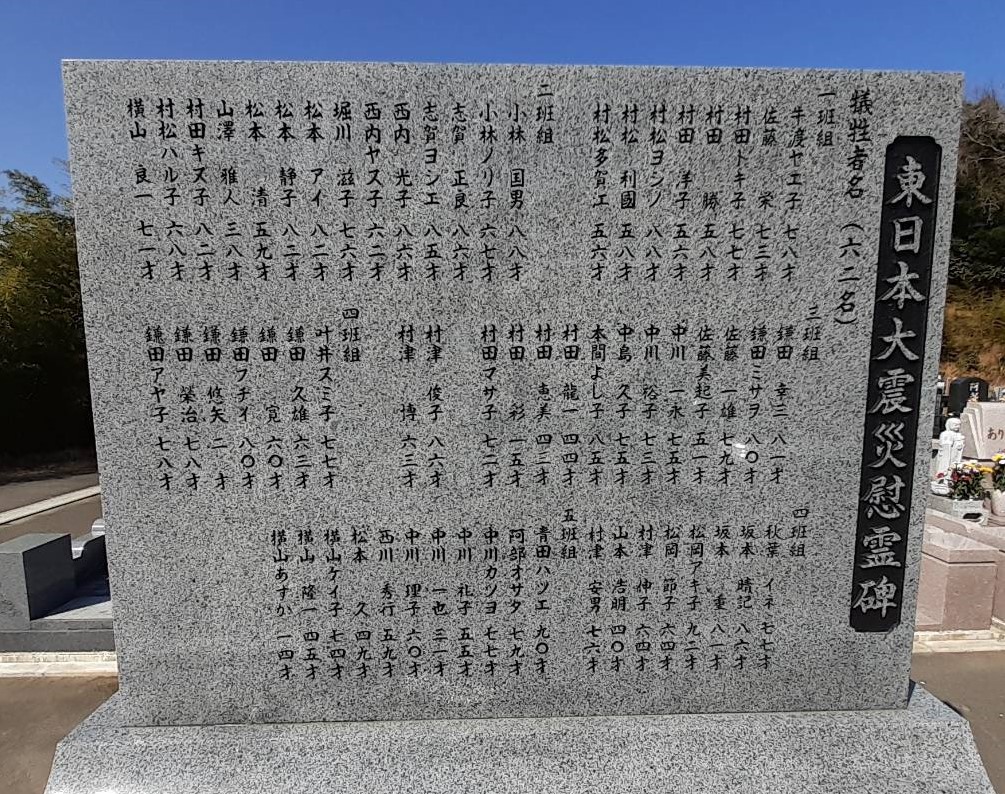 東日本大震災慰霊碑
犠牲者名（六二名）
一班組
牛渡ヤエ子 七八才
佐藤 栄 七三才
村田トキ子 七七才
村田 勝 五八才
村田 洋子 五六才
村松ヨシノ 八八才
村松 利國 五八才
村松多賀工 五六才
二班組
小林 国男 八八才
小林ノリ子 六七才
志賀 正良 八六才
志賀ヨシエ 八五才
西内 光子 八六才
西内ヤス子 六二才
堀川 滋子 七六才
松本 アイ 八二才
松本 静子 八二才
松本 清 五九才
山澤 雅人 三八才
村田キヌ子 八二才
村松ハル子 六八才
横山 良一 七一才
三班組
鎌田 幸三 八一才
鎌田ミサヲ 八〇才
佐藤 一雄 七九才
佐藤美起子 五一才
中川 一永 七五才
中川 裕子 七三才
中島 久子 七五才
本間よし子 八五才
村田 龍一 四四才
村田 恵美 四三才
村田 彩 一五才
村田マサ子 七二才
村津 俊子 八六才
村津 博 六三才
四班組
叶井スミ子 七七才
鎌田 久雄 六三才
鎌田 寛 六〇才
鎌田フチイ 八〇才
鎌田 悠矢 二才
鎌田 榮治 七八才
鎌田アヤ子 七八才
四班組
秋葉 イネ 七七才
坂本 晴記 八六才
坂本 重 八一才
松岡アキ子 九二才
松岡 節子 六四才
村津 伸子 六四才
山本 浩明 四〇才
村津 安男 七六才
五班組
青田ハツエ 九〇才
阿部オサタ 七九才
中川カツヨ 七七才
中川 礼子 五五才
中川 一也 三一才
中川 理子 六〇才
西川 秀行 五九才
松本 久 四九才
横山ケイ子 七四才
横山 隆一 四五才
横山あすか 一四才